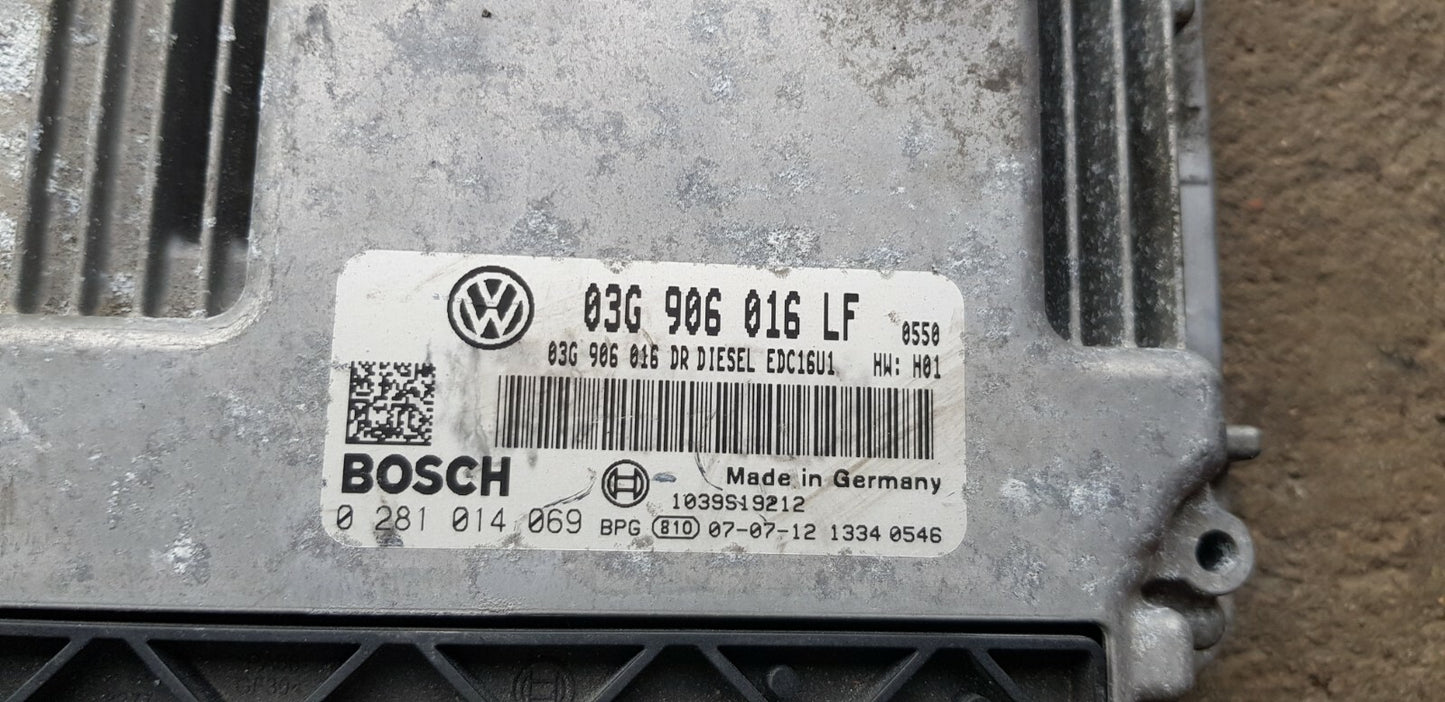 03G 906 016 LF 0550
03G 906 016 DR DIESEL EDC16U1 HW: H01
BOSCH
Made in Germany
1039S19212
0 281 014 069 BPG 810 07-07-12 1334 0546